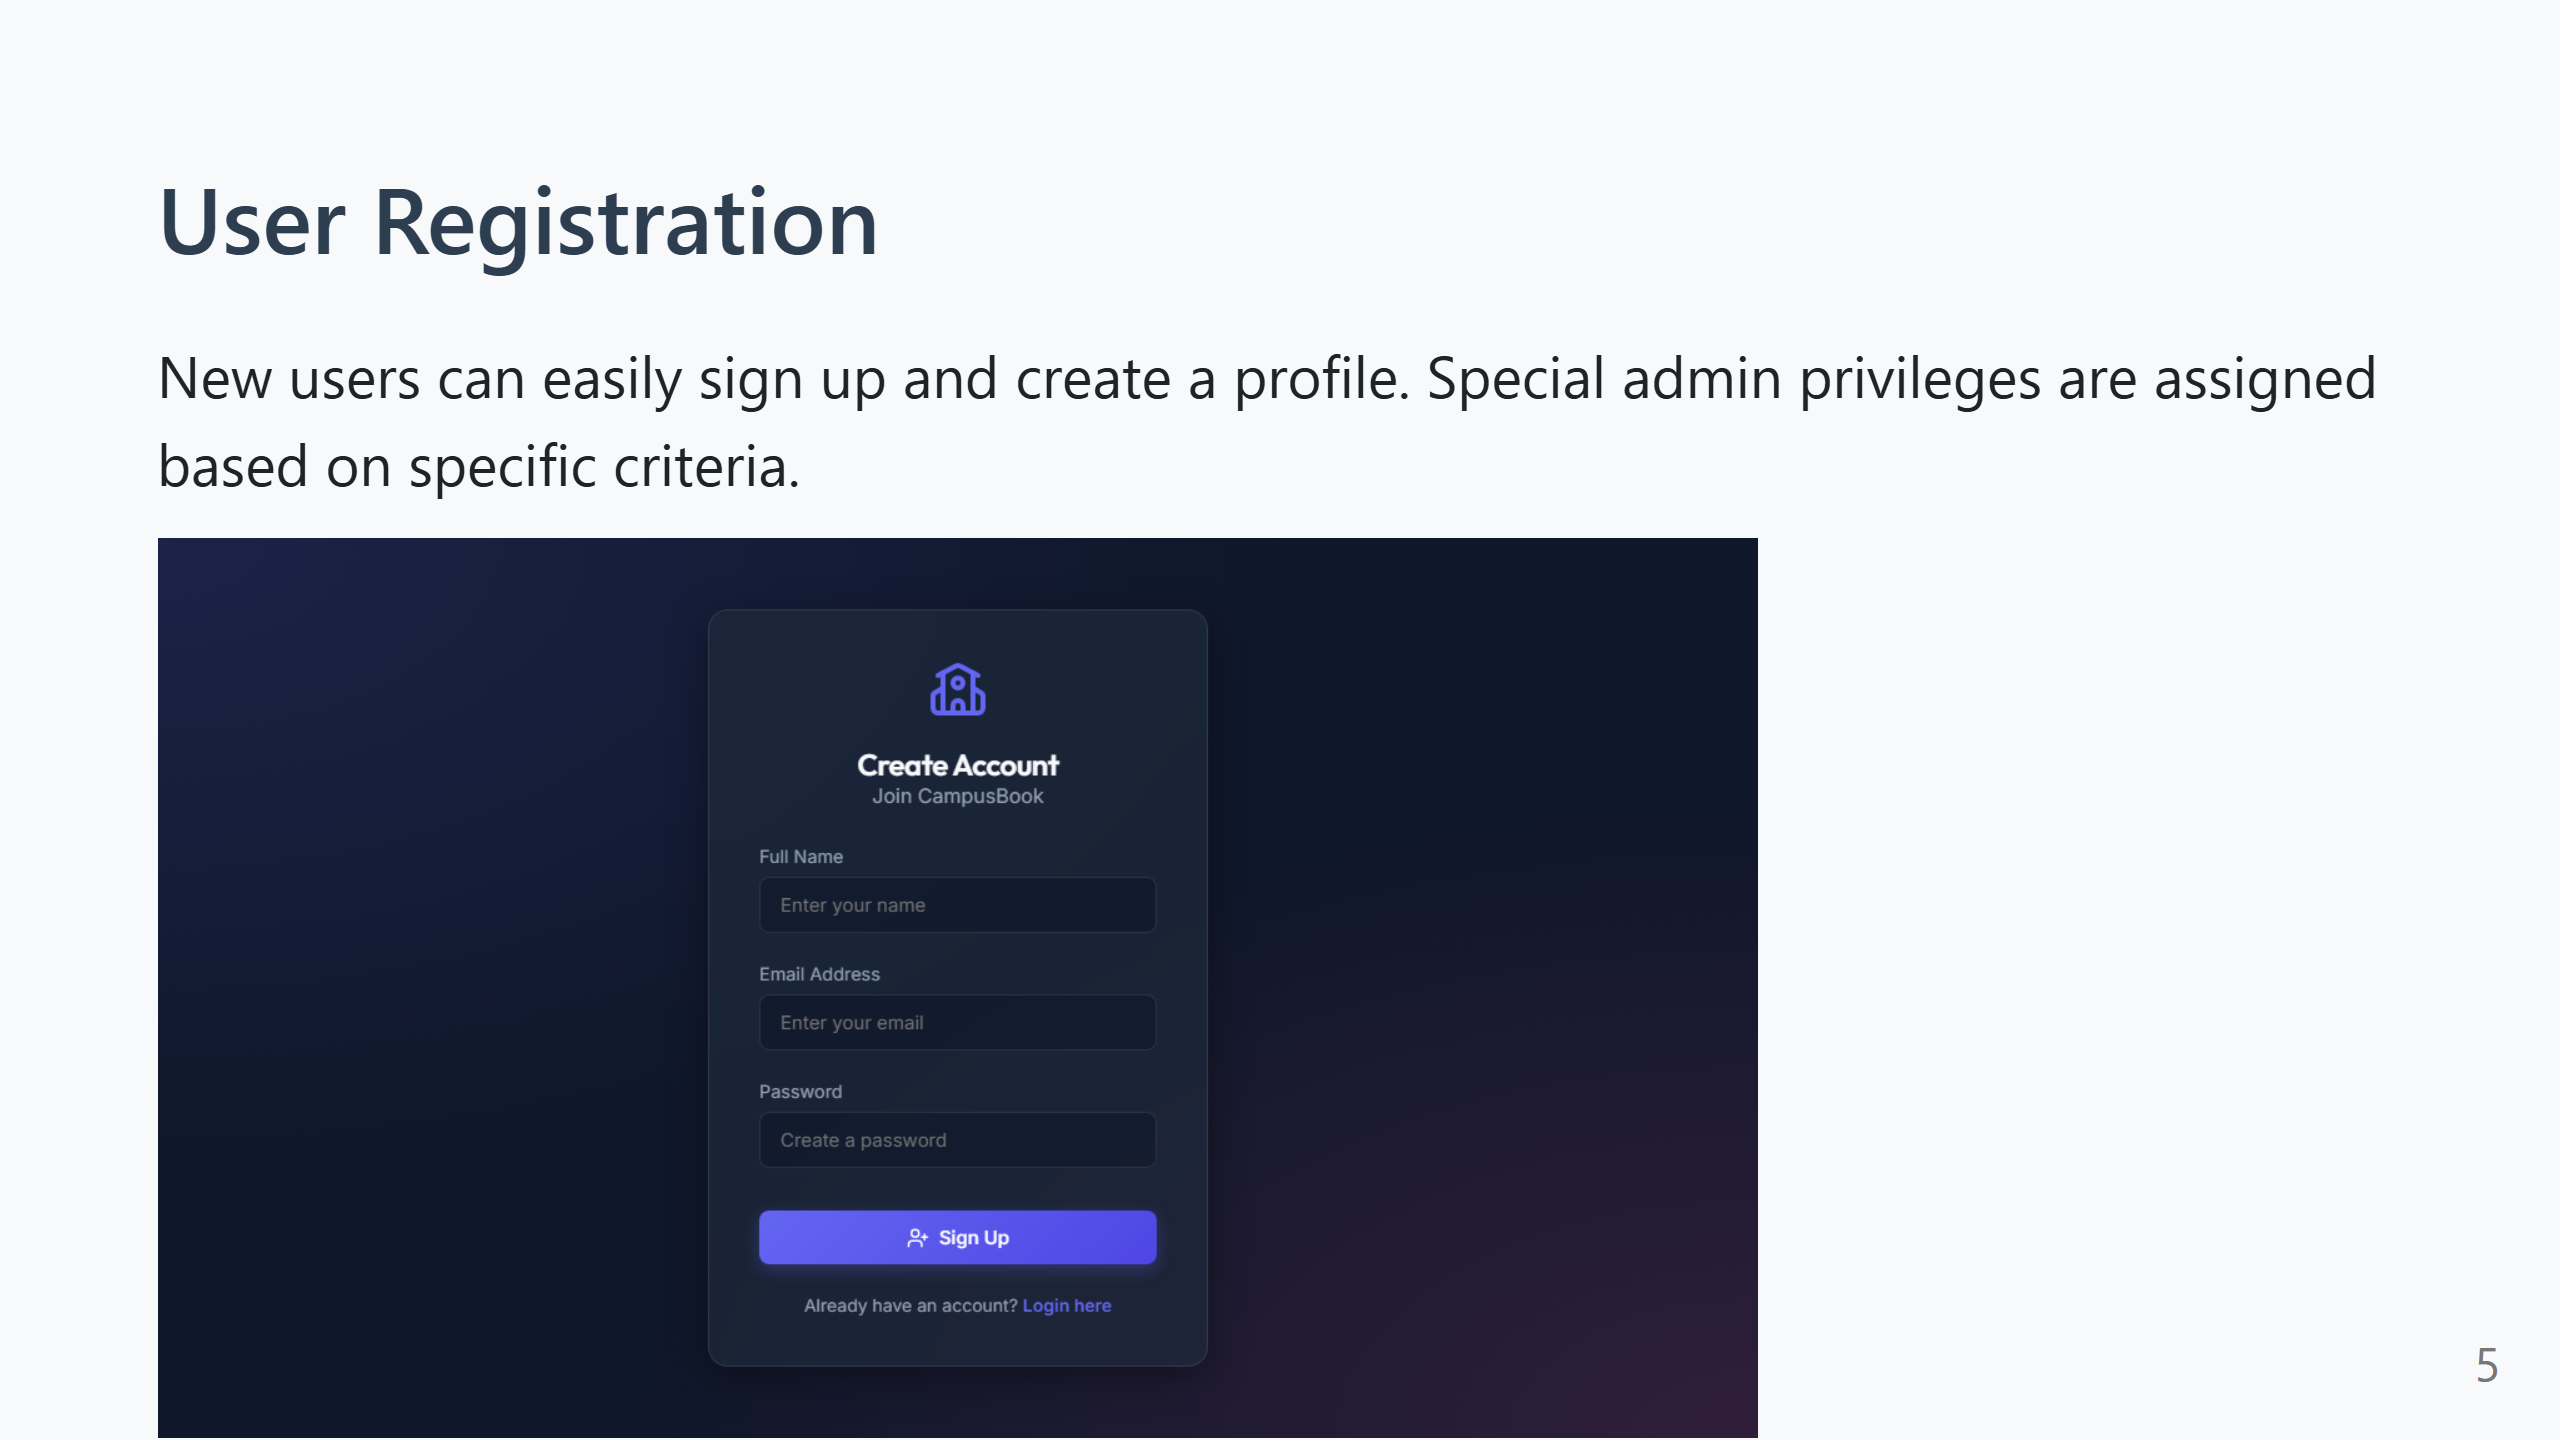 User Registration
New users can easily sign up and create a profile. Special admin privileges are assigned
based on specific criteria.
Create Account
Join CampusBook
Full Name
Enter your name
Email Address
Enter your email
Password
Create a password
Sign Up
Already have an account? Login here
5